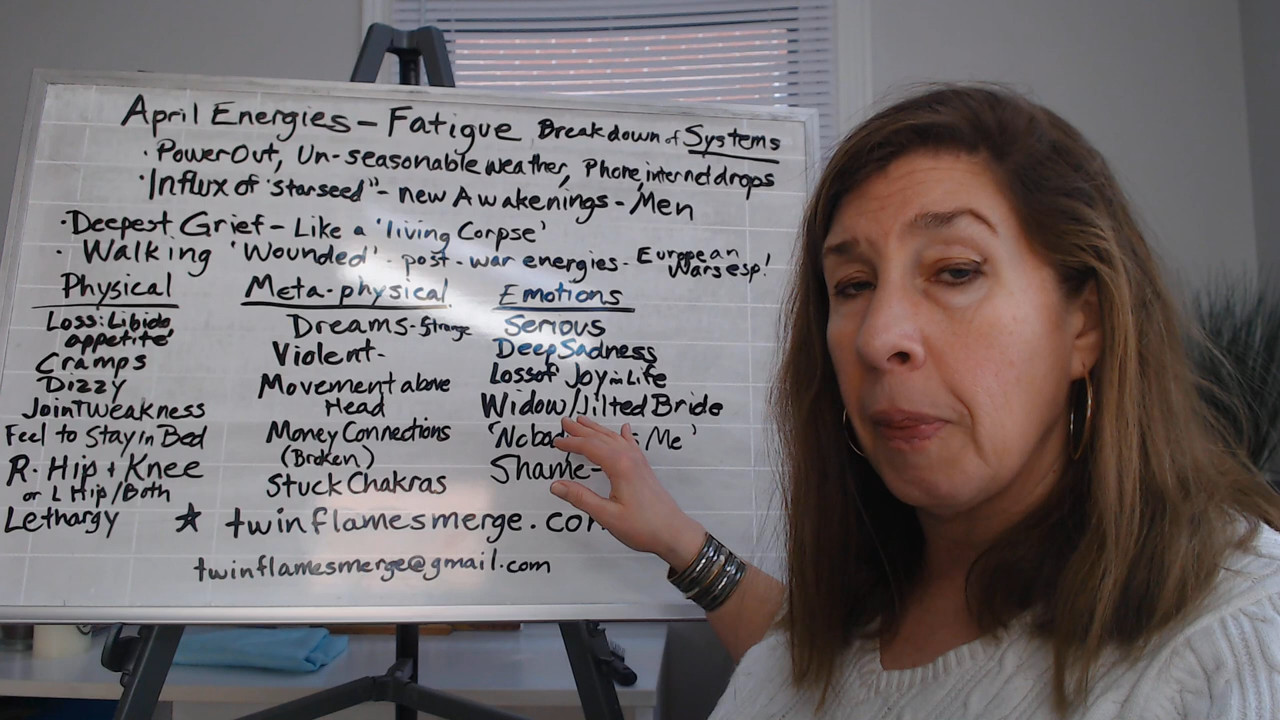 April Energies - Fatigue Breakdown of Systems
· Power Out, Un-seasonable weather, Phone, internet drops
· Influx of 'starseed" - new Awakenings - Men
· Deepest Grief - Like a 'living Corpse'
· Walking 'Wounded' - post-war energies - European Wars esp!
Physical
Loss: Libido,
appetite
Cramps
Dizzy
Joint Weakness
Feel to Stay In Bed
R. Hip + Knee
or L Hip/Both
Lethargy
Meta-physical
Dreams - Strange
Violent -
Movement above
Head
Money Connections
(Broken)
Stuck Chakras
Emotions
Serious
Deep Sadness
Loss of Joy in Life
Widow/Jilted Bride
Me'
Shame -
★ twinflamesmerge.com
twinflamesmerge@gmail.com